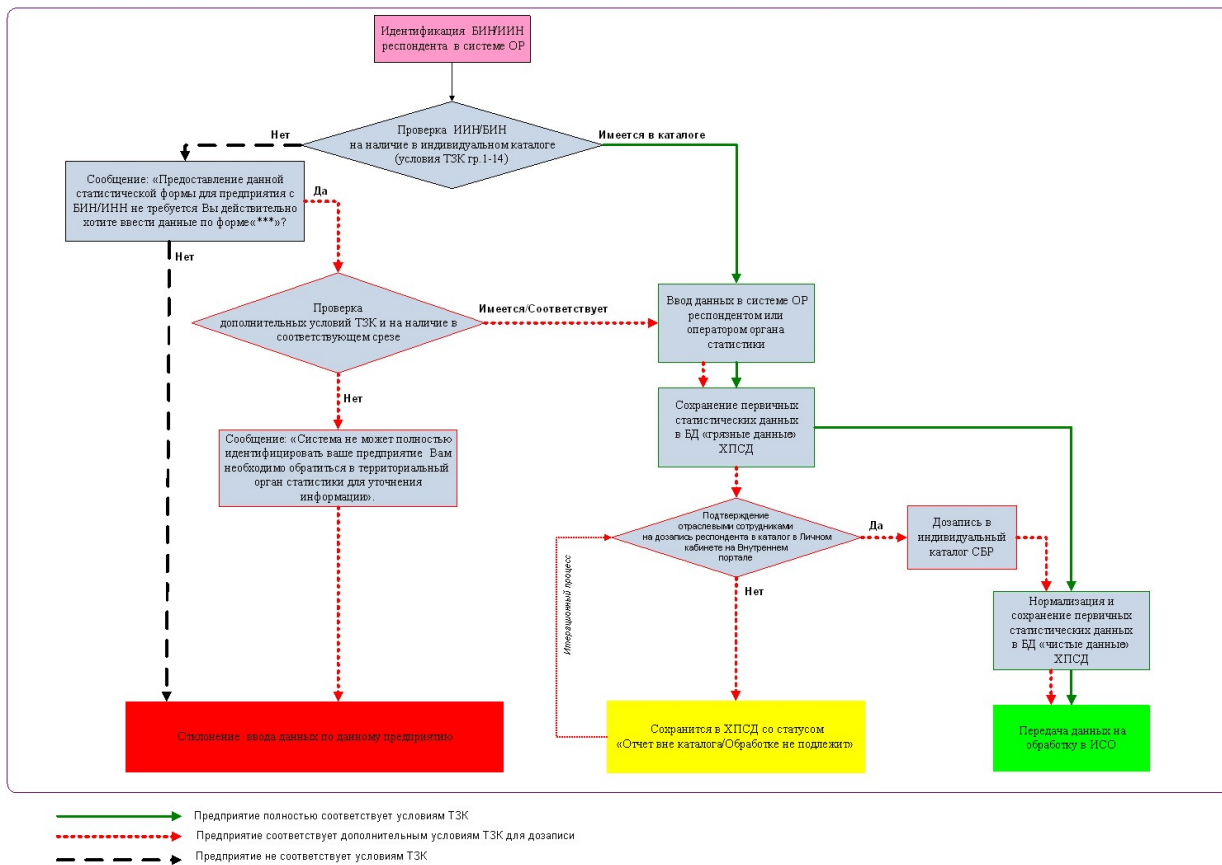 Идентификация БИН/ИИН
респондента в системе ОР
Нет
Проверка ИИН/БИН
на наличие в индивидуальном каталоге
(условия ТЗК гр.1-14)
Имеется в каталоге
Сообщение: «Предоставление данной
статистической формы для предприятия с
БИН/ИНН не требуется Вы действительно
хотите ввести данные по форме«***»?
Да
Нет
Проверка
дополнительных условий ТЗК и на наличие в
соответствующем срезе
Имеется/Соответствует
Ввод данных в системе ОР
респондентом или
оператором органа
статистики
Нет
Сохранение первичных
статистических данных
в БД «грязные данные»
ХПСД
Сообщение: «Система не может полностью
идентифицировать ваше предприятие Вам
необходимо обратиться в территориальный
орган статистики для уточнения
информации».
Подтверждение
отраслевыми сотрудниками
на дозапись респондента в каталог в Личном
кабинете на Внутреннем
портале
Да
Дозапись в
индивидуальный
каталог СБР
Итерационный процесс
Нет
Нормализация и
сохранение первичных
статистических данных
в БД «чистые данные»
ХПСД
Отклонение ввода данных по данному предприятию
Сохранится в ХПСД со статусом
«Отчет вне каталога/Обработке не подлежит»
Передача данных на
обработку в ИСО
Предприятие полностью соответствует условиям ТЗК
Предприятие соответствует дополнительным условиям ТЗК для дозаписи
Предприятие не соответствует условиям ТЗК